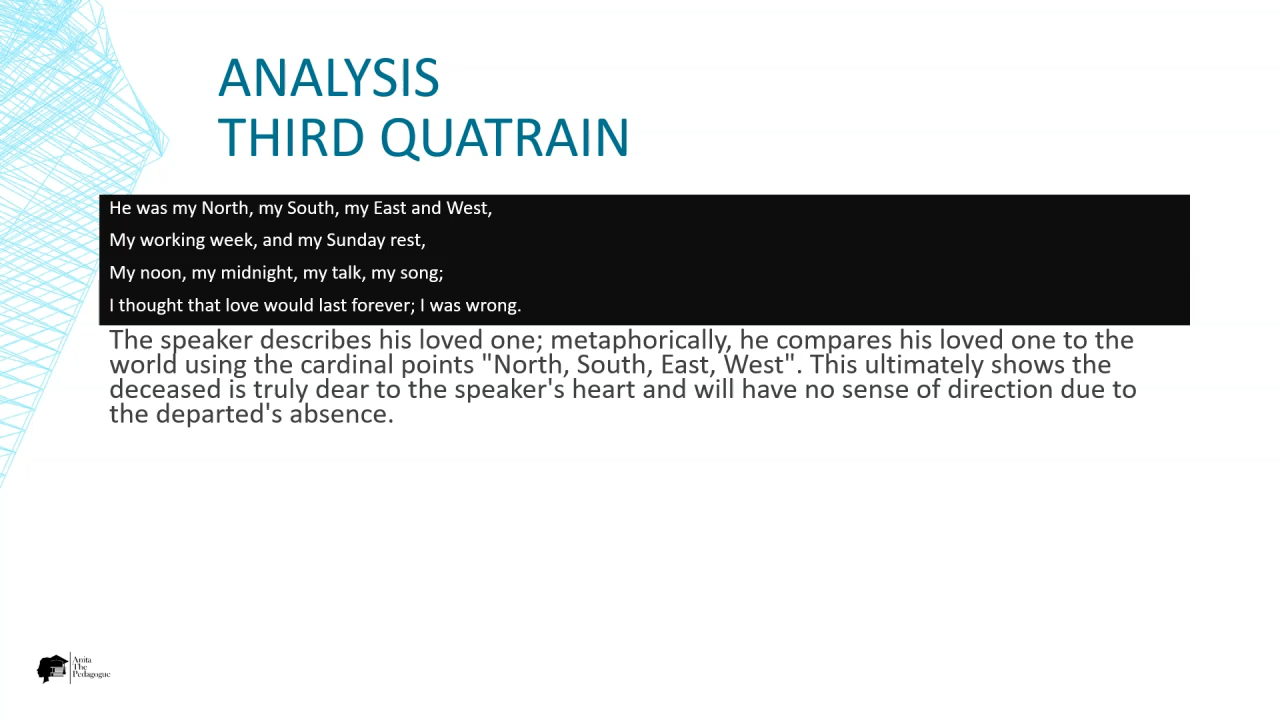 ANALYSIS
THIRD QUATRAIN
He was my North, my South, my East and West,
My working week, and my Sunday rest,
My noon, my midnight, my talk, my song;
I thought that love would last forever; I was wrong.
The speaker describes his loved one; metaphorically, he compares his loved one to the
world using the cardinal points "North, South, East, West". This ultimately shows the
deceased is truly dear to the speaker's heart and will have no sense of direction due to
the departed's absence.
Anita
The
Pedagogue